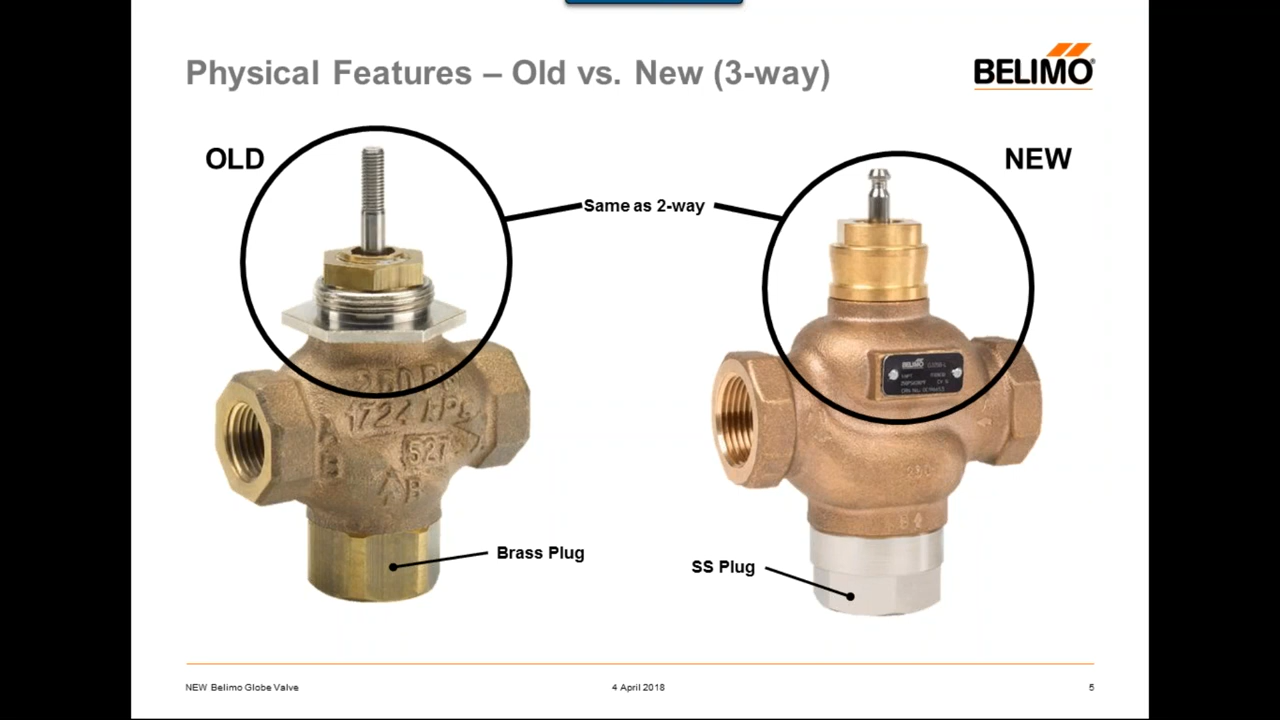 Physical Features – Old vs. New (3-way)
BELIMO
OLD
NEW
Same as 2-way
BELIMO
Brass Plug
SS Plug
NEW Belimo Globe Valve
4 April 2018
5